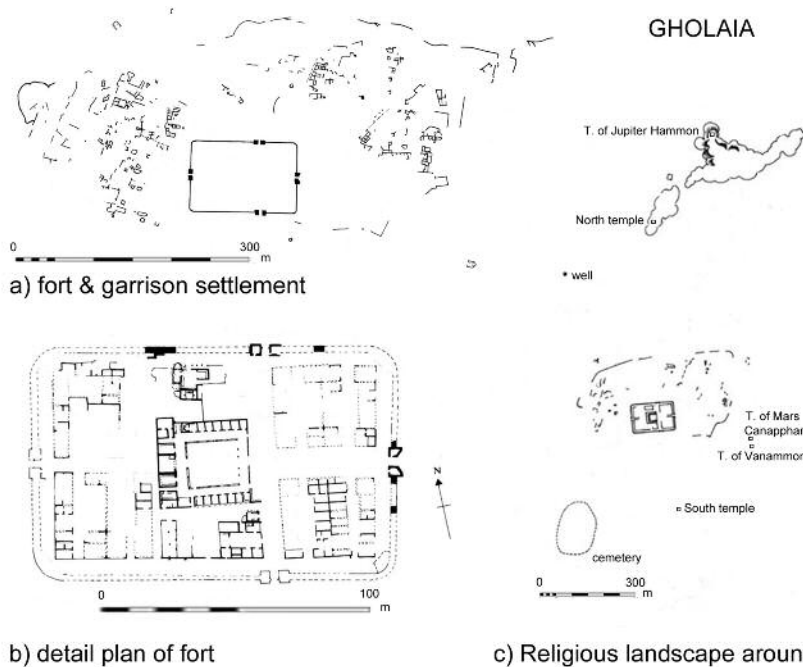 GHOLAIA
0
300
m
a) fort & garrison settlement
T. of Jupiter Hammon
North temple
* well
N
0
100
m
b) detail plan of fort
T. of Mars
Canapphar
T. of Vanammon
South temple
cemetery
0
300
m
c) Religious landscape aroun